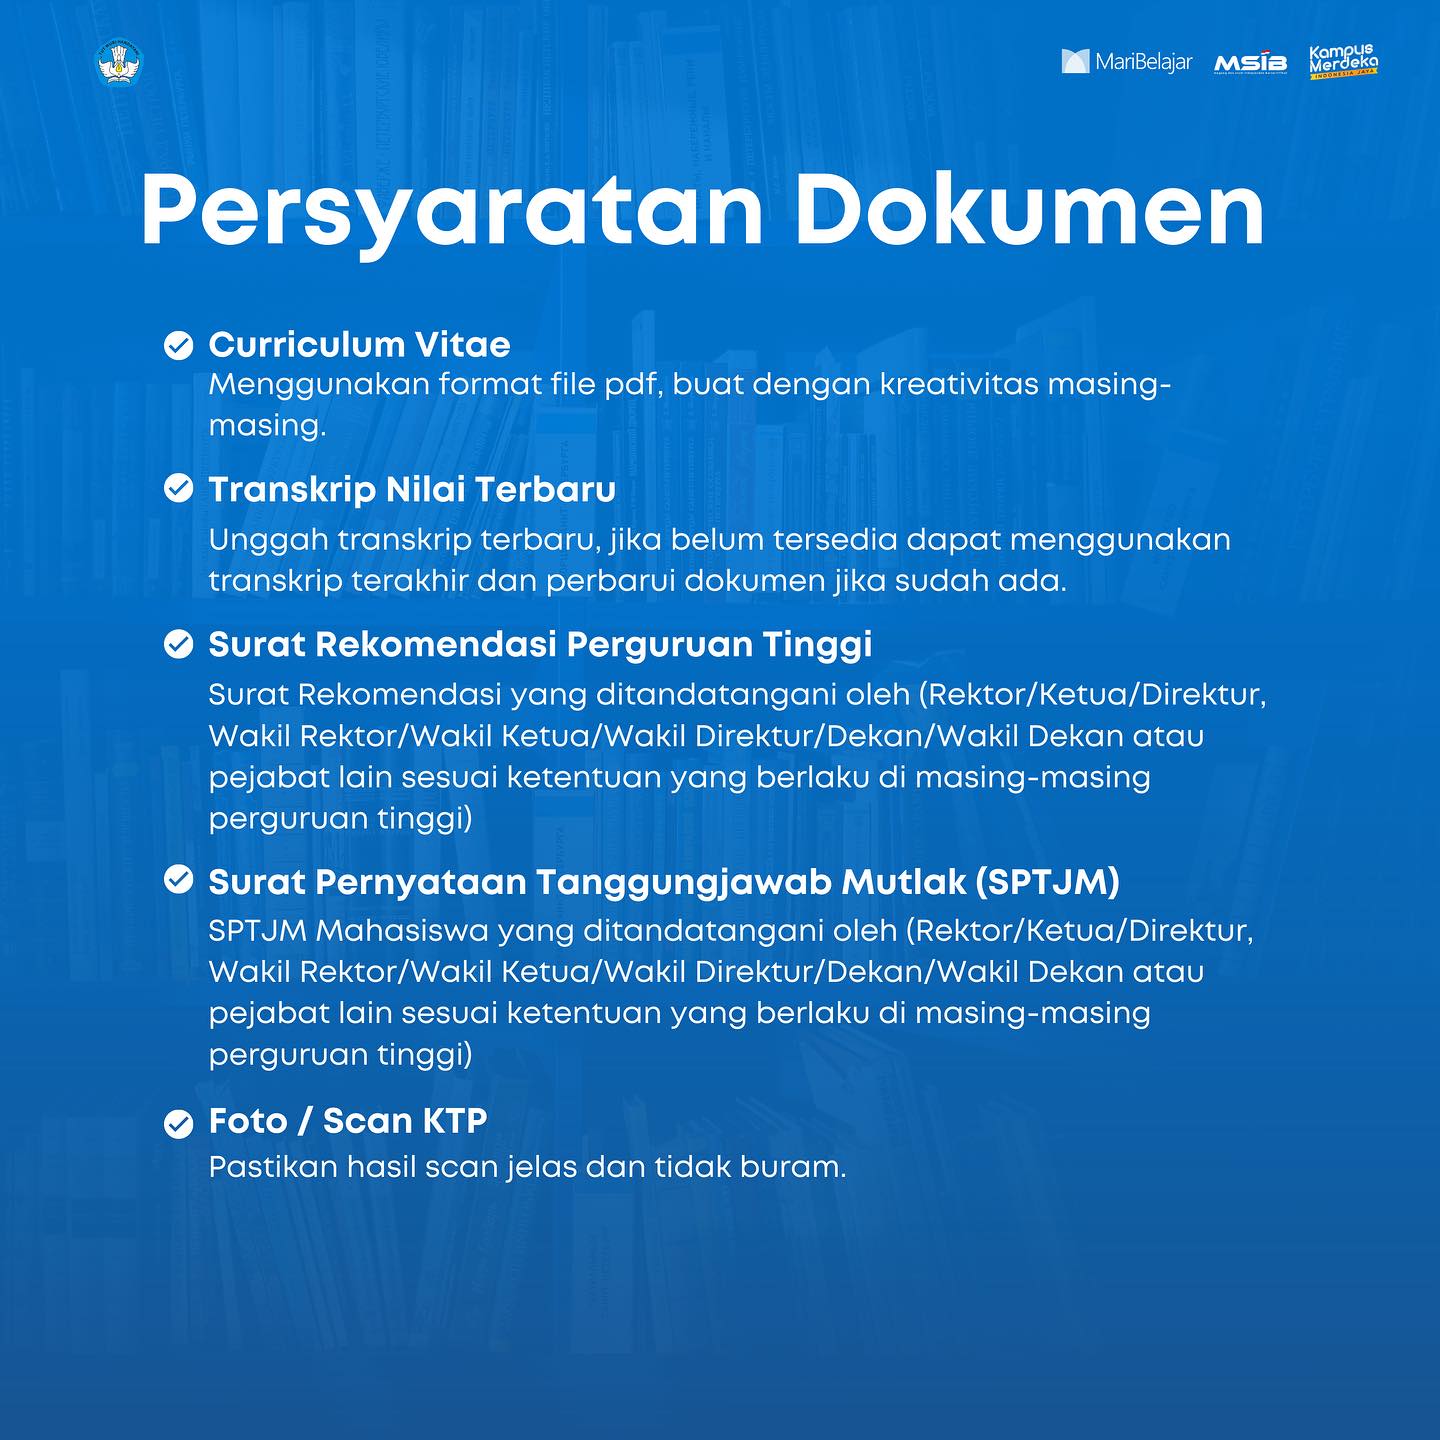 MariBelajar
MSIB
Kampus
Merdeka
INDONESIA JAYA
Persyaratan Dokumen
Curriculum Vitae
Menggunakan format file pdf, buat dengan kreativitas masing-
masing.
Transkrip Nilai Terbaru
Unggah transkrip terbaru, jika belum tersedia dapat menggunakan
transkrip terakhir dan perbarui dokumen jika sudah ada.
Surat Rekomendasi Perguruan Tinggi
Surat Rekomendasi yang ditandatangani oleh (Rektor/Ketua/Direktur,
Wakil Rektor/Wakil Ketua/Wakil Direktur/Dekan/Wakil Dekan atau
pejabat lain sesuai ketentuan yang berlaku di masing-masing
perguruan tinggi)
Surat Pernyataan Tanggungjawab Mutlak (SPTJM)
SPTJM Mahasiswa yang ditandatangani oleh (Rektor/Ketua/Direktur,
Wakil Rektor/Wakil Ketua/Wakil Direktur/Dekan/Wakil Dekan atau
pejabat lain sesuai ketentuan yang berlaku di masing-masing
perguruan tinggi)
Foto / Scan KTP
Pastikan hasil scan jelas dan tidak buram.